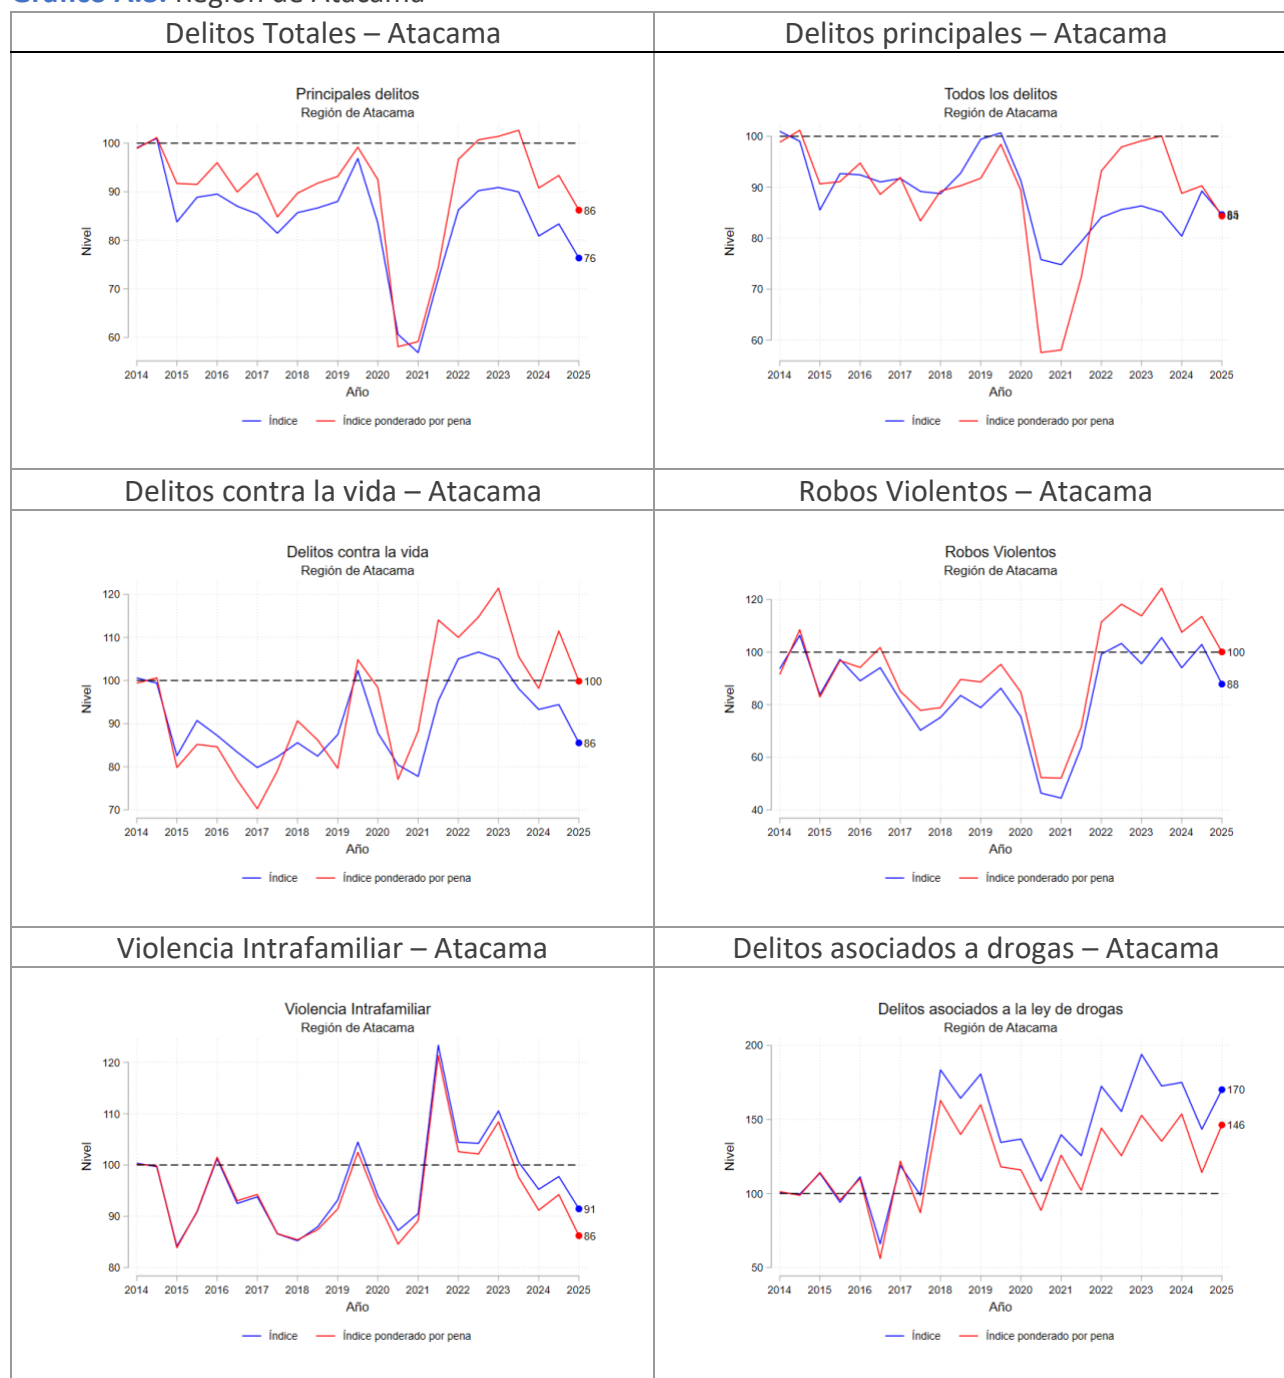 Gráfico A.3. Región de Atacama
Delitos Totales – Atacama
Principales delitos
Región de Atacama
100
90
80
70
60
Nivel
86
76
2014 2015 2016 2017 2018 2019 2020 2021 2022 2023 2024 2025
Año
Índice Índice ponderado por pena
Delitos principales – Atacama
Todos los delitos
Región de Atacama
100
90
80
70
60
Nivel
85
84
2014 2015 2016 2017 2018 2019 2020 2021 2022 2023 2024 2025
Año
Índice Índice ponderado por pena
Delitos contra la vida – Atacama
Delitos contra la vida
Región de Atacama
120
110
100
90
80
70
Nivel
100
86
2014 2015 2016 2017 2018 2019 2020 2021 2022 2023 2024 2025
Año
Índice Índice ponderado por pena
Robos Violentos – Atacama
Robos Violentos
Región de Atacama
120
100
80
60
40
Nivel
100
88
2014 2015 2016 2017 2018 2019 2020 2021 2022 2023 2024 2025
Año
Índice Índice ponderado por pena
Violencia Intrafamiliar – Atacama
Violencia Intrafamiliar
Región de Atacama
120
110
100
90
80
Nivel
91
86
2014 2015 2016 2017 2018 2019 2020 2021 2022 2023 2024 2025
Año
Índice Índice ponderado por pena
Delitos asociados a drogas – Atacama
Delitos asociados a la ley de drogas
Región de Atacama
200
150
100
50
Nivel
170
146
2014 2015 2016 2017 2018 2019 2020 2021 2022 2023 2024 2025
Año
Índice Índice ponderado por pena